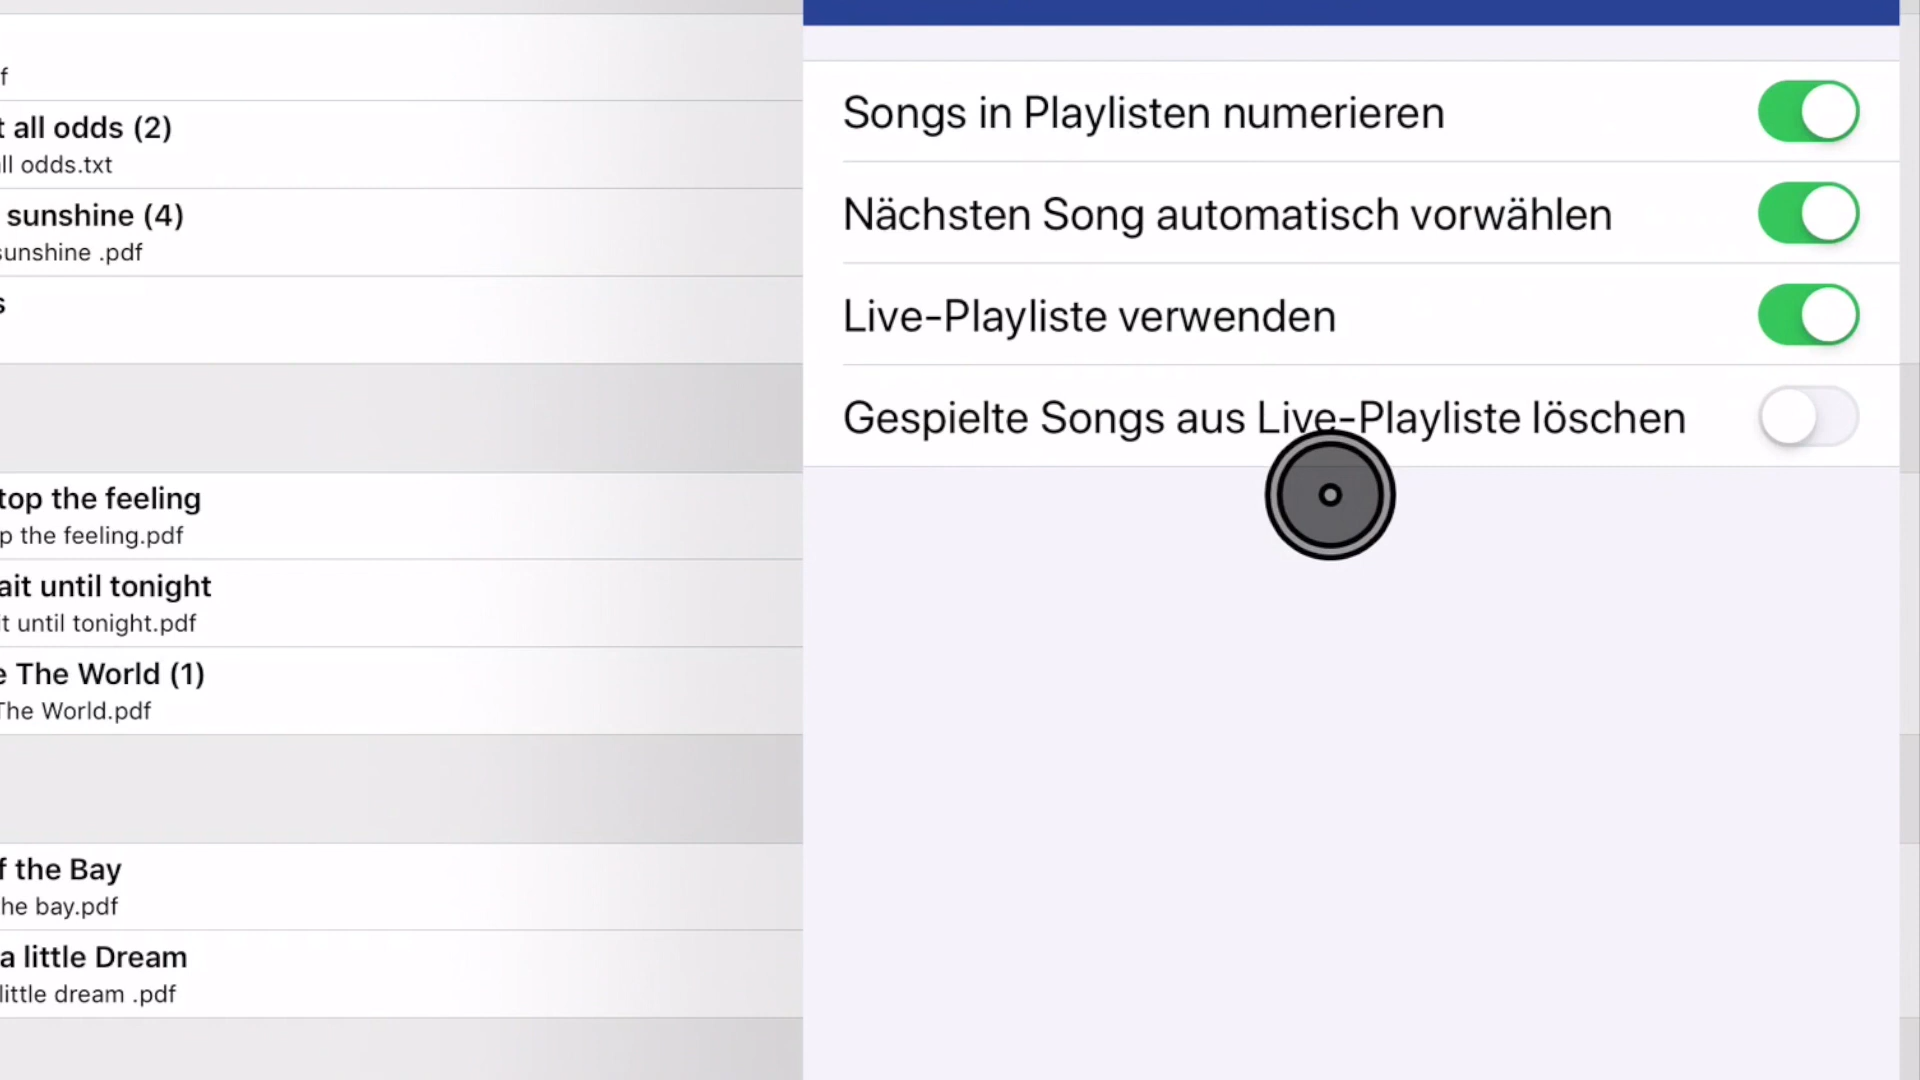 f
t all odds (2)
ll odds.txt
sunshine (4)
sunshine .pdf
s
top the feeling
p the feeling.pdf
ait until tonight
it until tonight.pdf
e The World (1)
The World.pdf
f the Bay
he bay.pdf
a little Dream
little dream .pdf
Songs in Playlisten numerieren
Nächsten Song automatisch vorwählen
Live-Playliste verwenden
Gespielte Songs aus Live-Playliste löschen